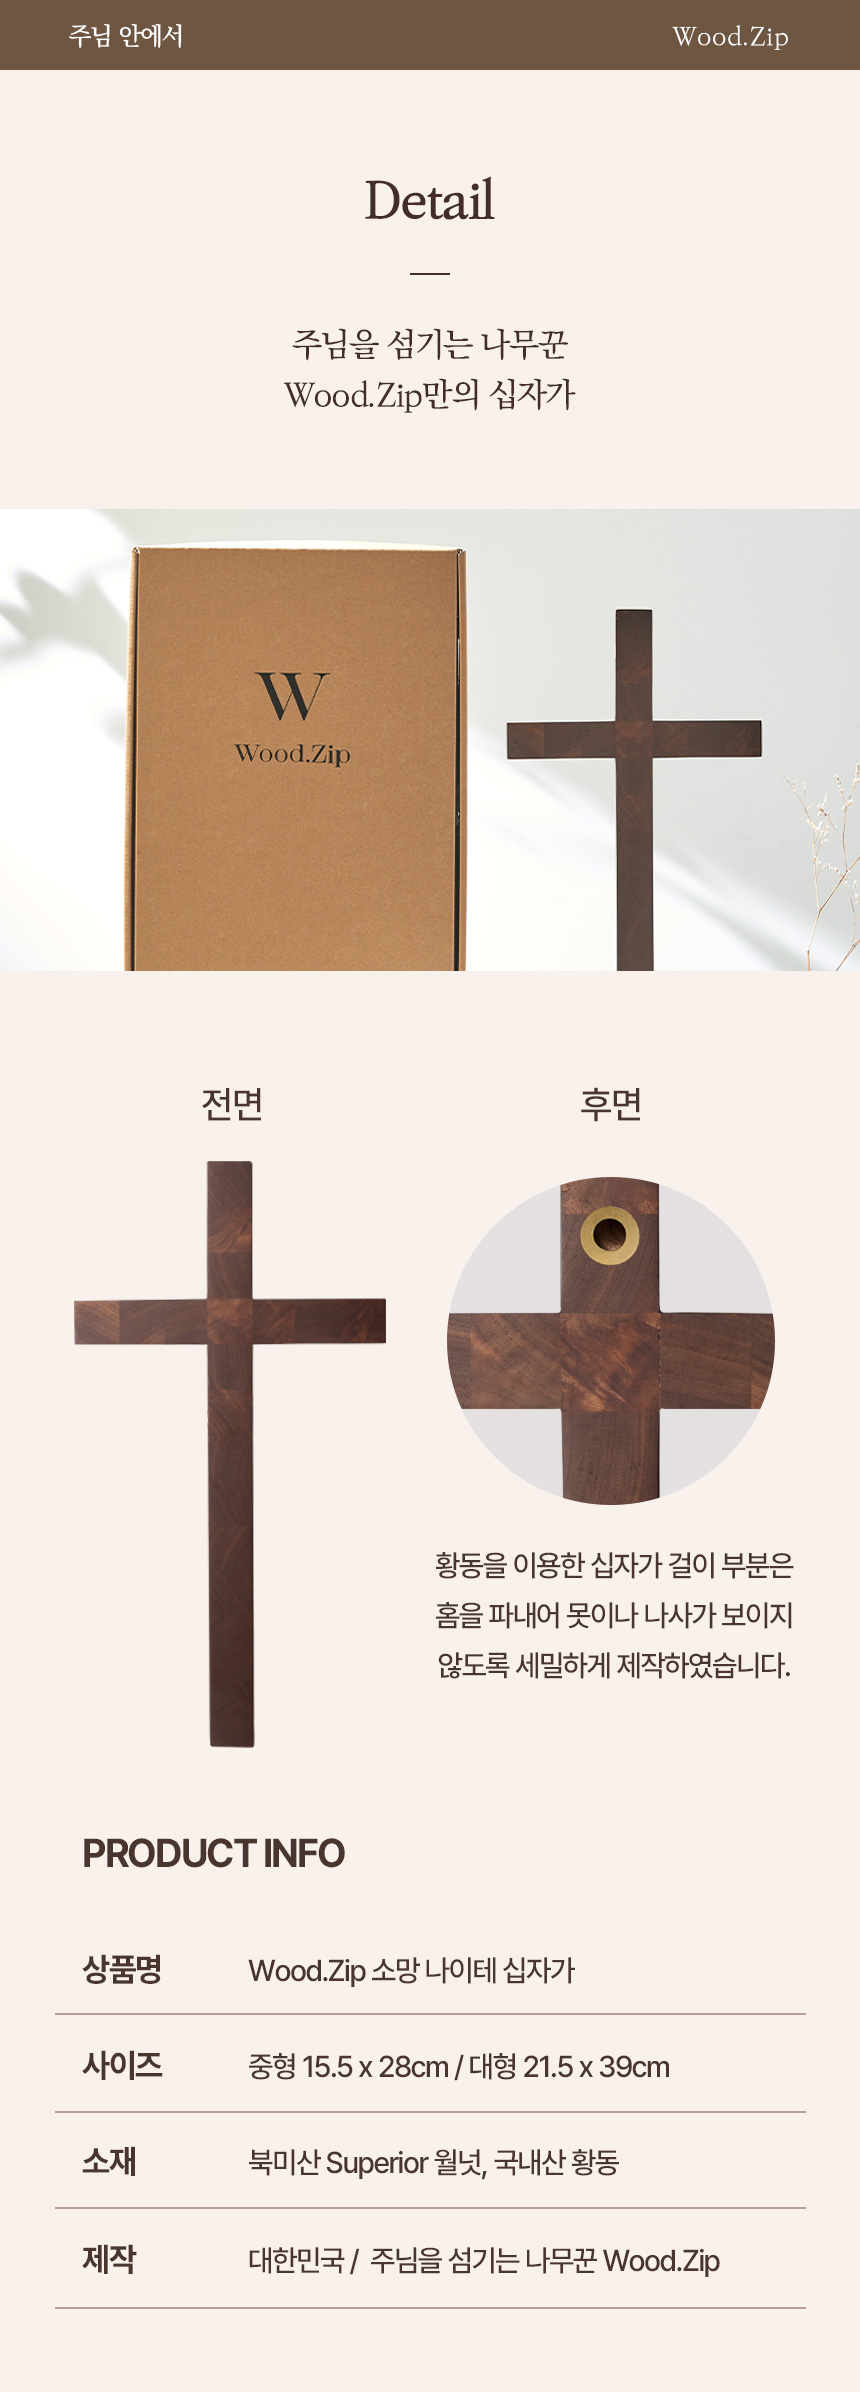 주님 안에서
Wood.Zip
Detail
주님을 섬기는 나무꾼
Wood.Zip만의 십자가
W
Wood.Zip
전면
후면
황동을 이용한 십자가 걸이 부분은
홈을 파내어 못이나 나사가 보이지
않도록 세밀하게 제작하였습니다.
PRODUCT INFO
상품명 Wood.Zip 소망 나이테 십자가
사이즈 중형 15.5 x 28cm / 대형 21.5 x 39cm
소재 북미산 Superior 월넛, 국내산 황동
제작 대한민국 / 주님을 섬기는 나무꾼 Wood.Zip